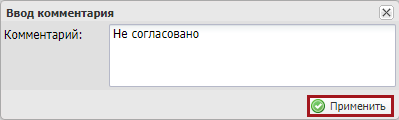 Ввод комментария
Комментарий: Не согласовано
Применить